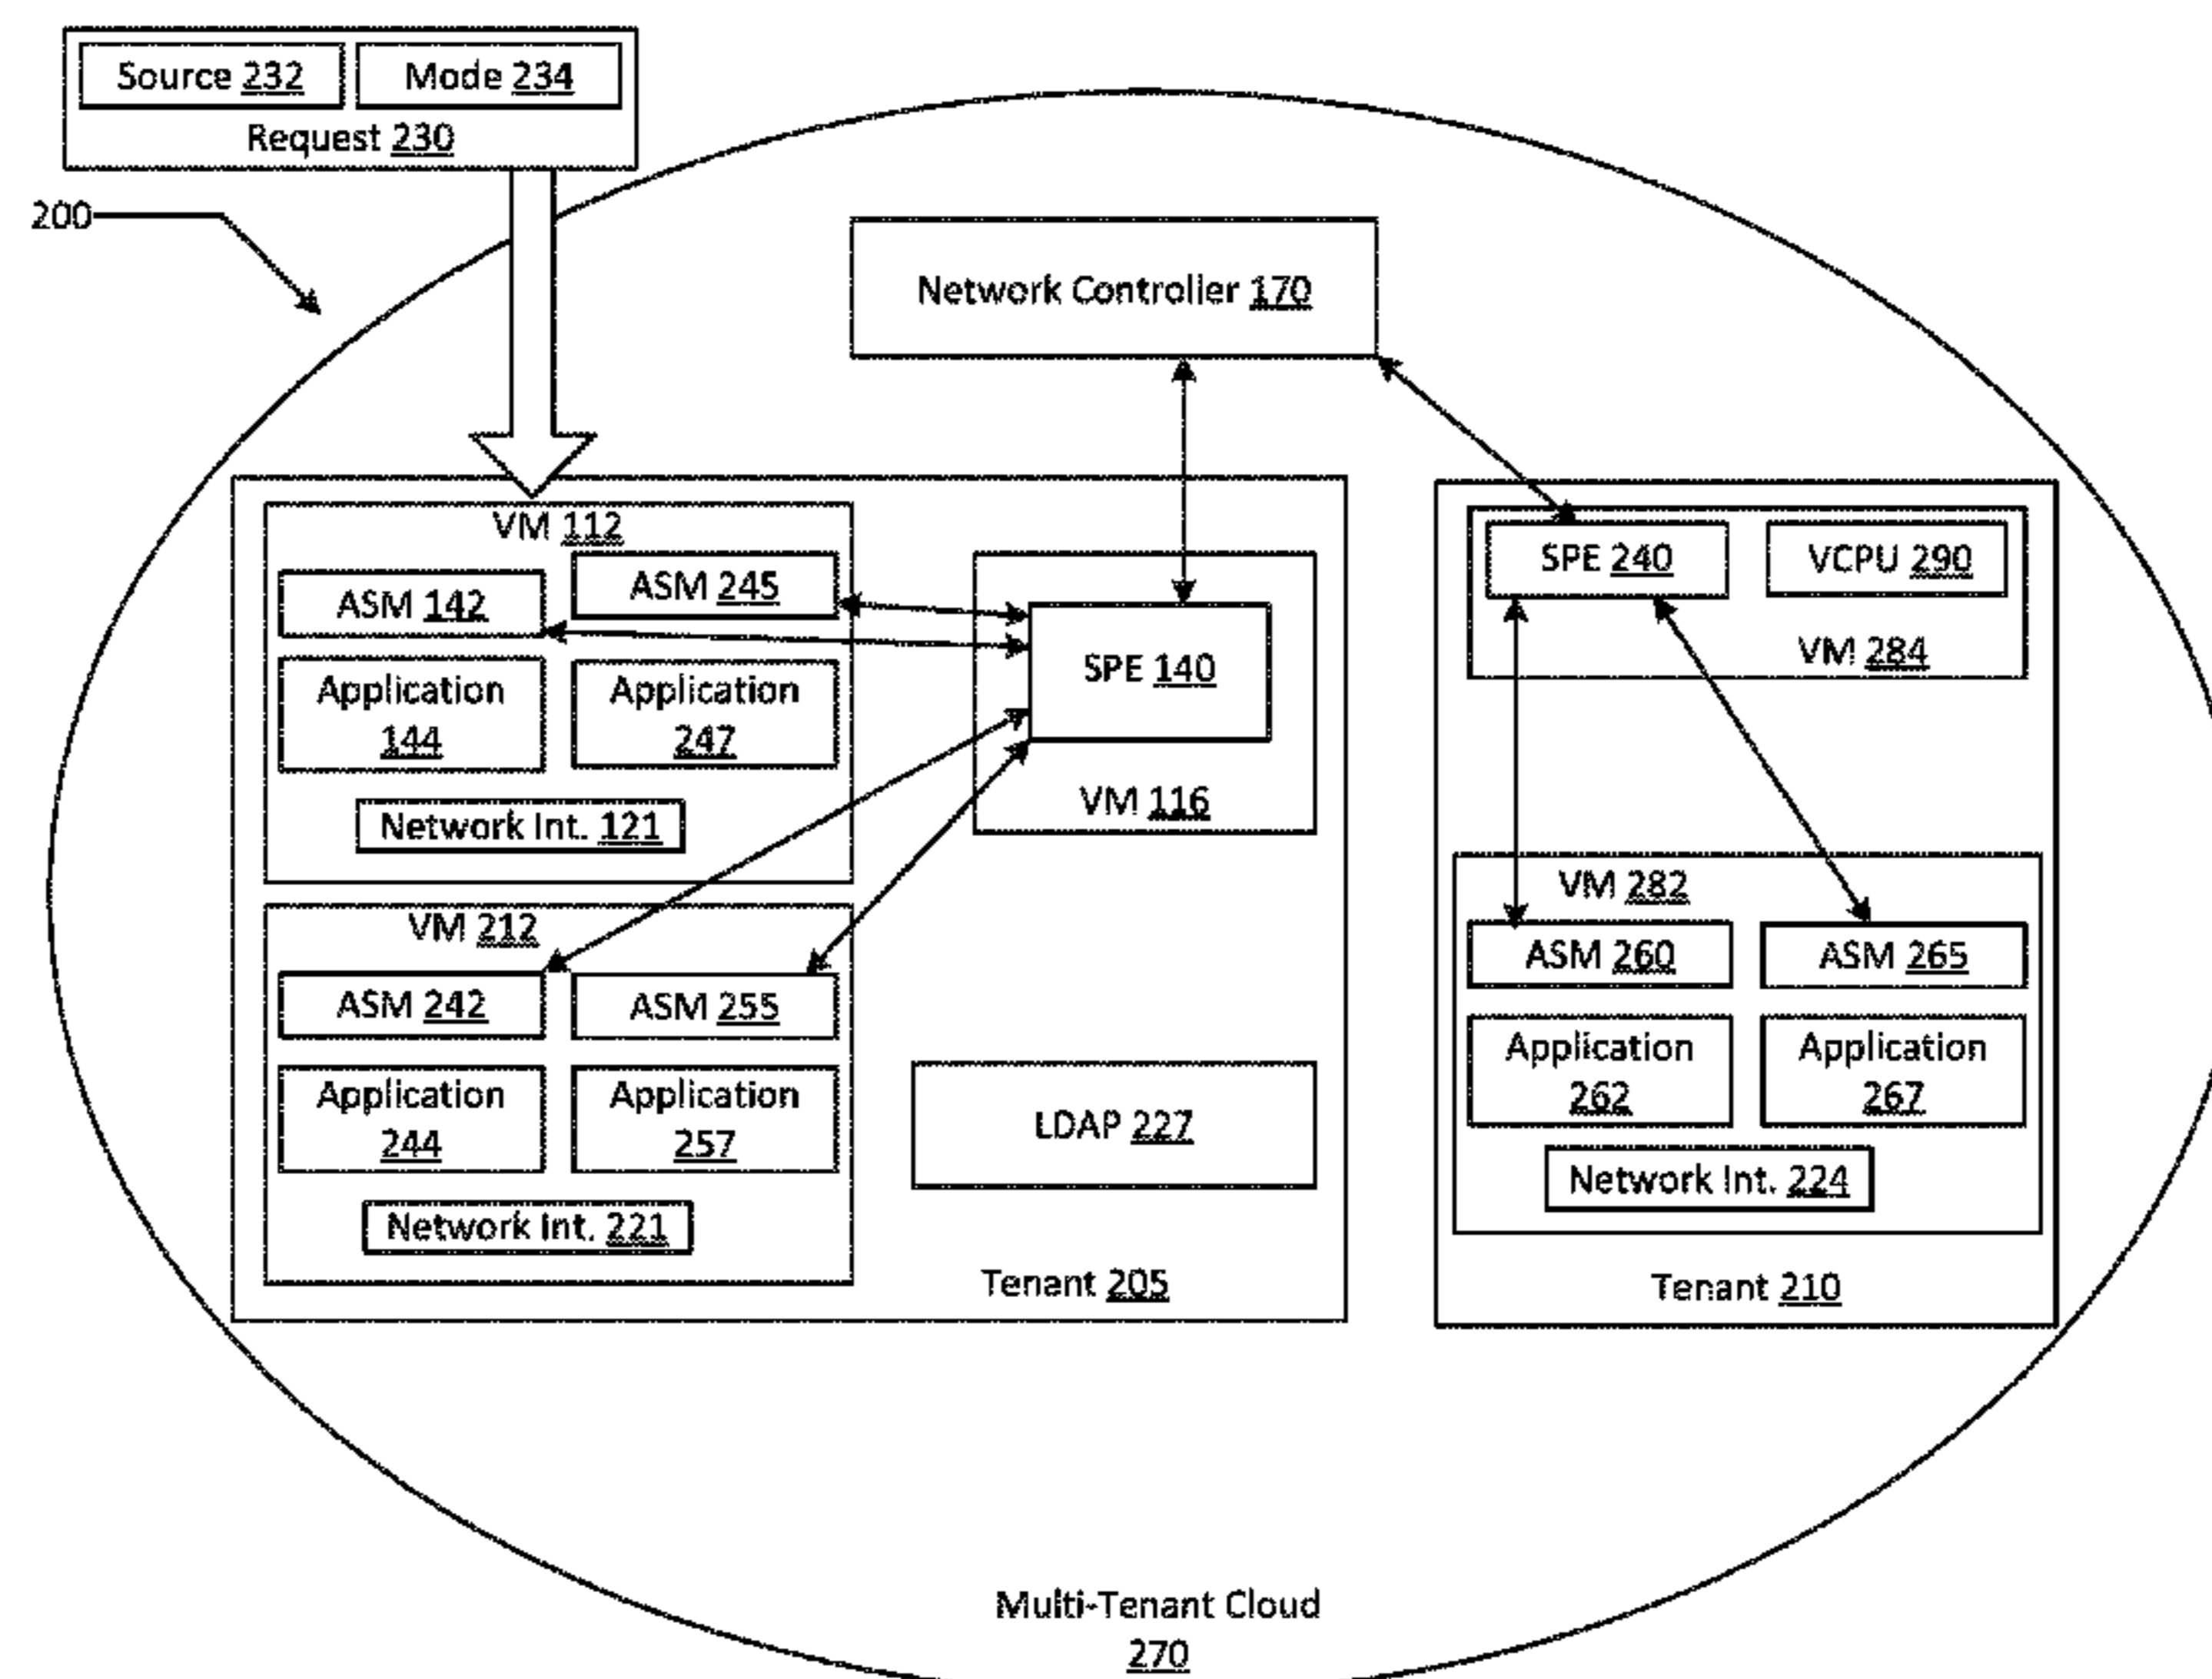 Source 232
Mode 234
Request 230
200
Network Controller 170
VM 112
ASM 142
ASM 245
Application
144
Application
247
Network Int. 121
SPE 140
VM 116
VM 212
ASM 242
ASM 255
Application
244
Application
257
Network Int. 221
LDAP 227
Tenant 205
SPE 240
VCPU 290
VM 284
VM 282
ASM 260
ASM 265
Application
262
Application
267
Network Int. 224
Tenant 210
Multi-Tenant Cloud
270